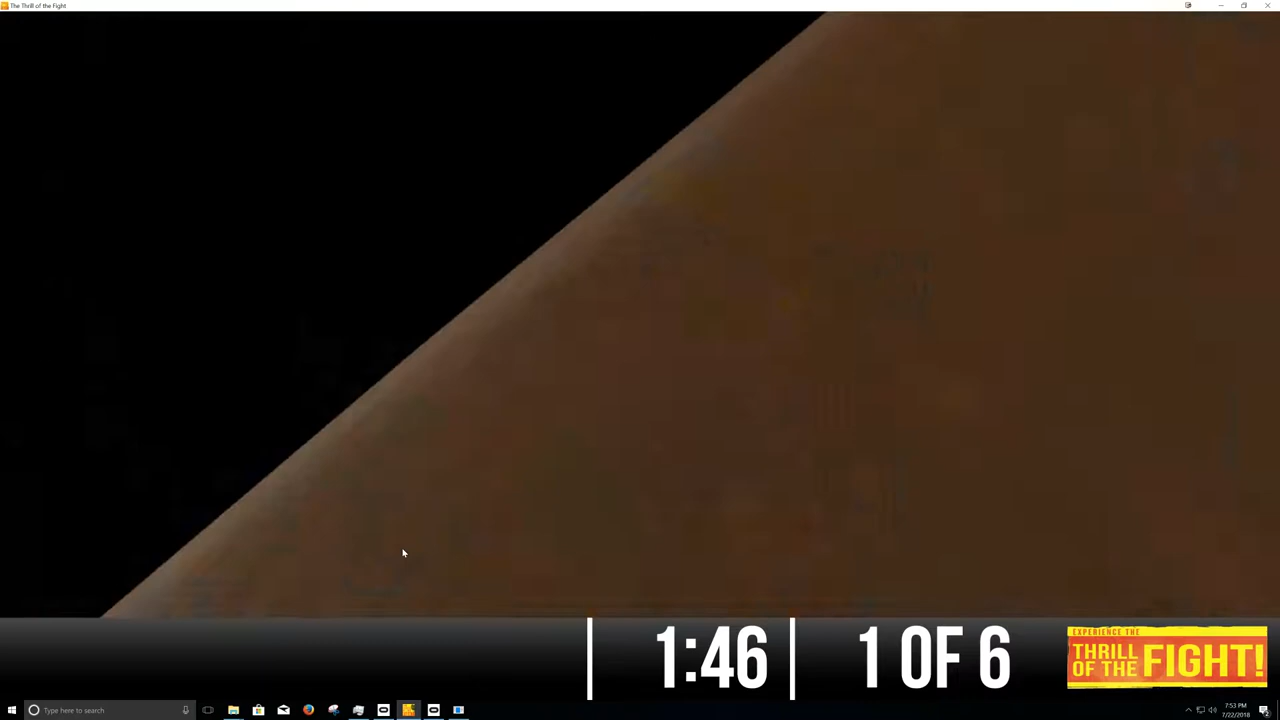 The Thrill of the Fight
1:46
1 OF 6
EXPERIENCE THE
THRILL
OF THE FIGHT!
Type here to search
7:53 PM
7/22/2018